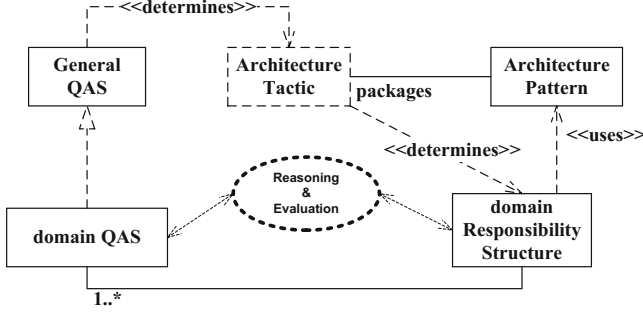 <<determines>>
General
QAS
Architecture
Tactic
packages
Architecture
Pattern
<<uses>>
<<determines>>
Reasoning
&
Evaluation
domain QAS
domain
Responsibility
Structure
1..*